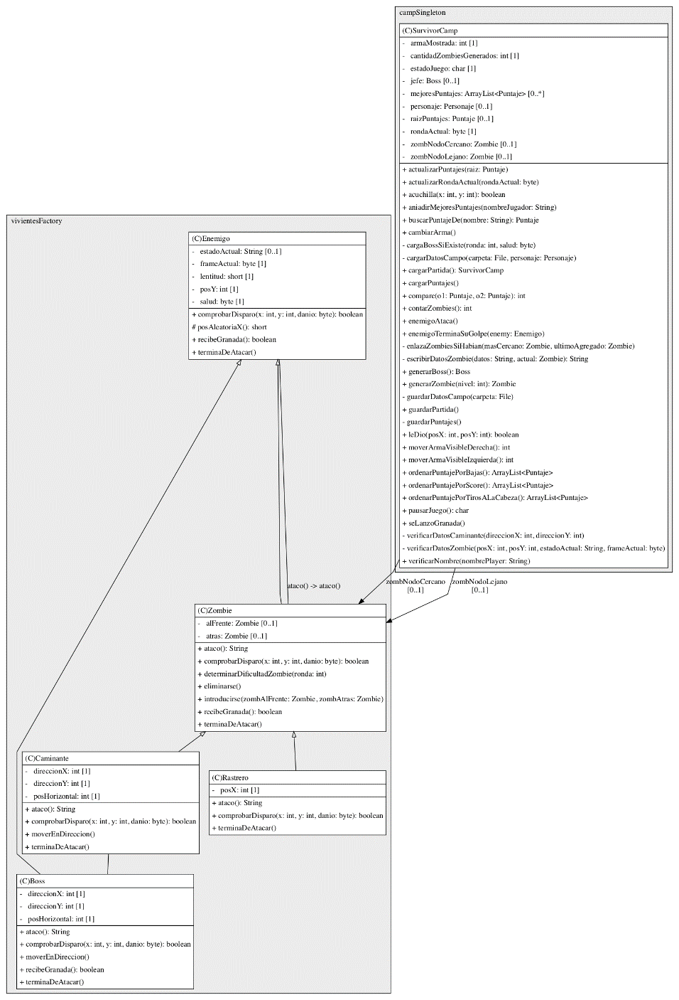 campSingleton
(C)SurvivorCamp
- armaMostrada: int [1]
- cantidadZombiesGenerados: int [1]
- estadoJuego: char [1]
- jefe: Boss [0..1]
- mejoresPuntajes: ArrayList<Puntaje> [0..*]
- personaje: Personaje [0..1]
- raizPuntajes: Puntaje [0..1]
- rondaActual: byte [1]
- zombNodoCercano: Zombie [0..1]
- zombNodoLejano: Zombie [0..1]
+ actualizarPuntajes(raiz: Puntaje)
+ actualizarRondaActual(rondaActual: byte)
+ acuchilla(x: int, y: int): boolean
+ aniadirMejoresPuntajes(nombreJugador: String)
+ buscarPuntajeDe(nombre: String): Puntaje
+ cambiarArma()
- cargaBossSiExiste(ronda: int, salud: byte)
- cargarDatosCampo(carpeta: File, personaje: Personaje)
+ cargarPartida(): SurvivorCamp
+ cargarPuntajes()
+ compare(o1: Puntaje, o2: Puntaje): int
+ contarZombies(): int
+ enemigoAtaca()
+ enemigoTerminaSuGolpe(enemy: Enemigo)
- enlazaZombiesSiHabian(masCercano: Zombie, ultimoAgregado: Zombie)
- escribirDatosZombie(datos: String, actual: Zombie): String
+ generarBoss(): Boss
+ generarZombie(nivel: int): Zombie
- guardarDatosCampo(carpeta: File)
+ guardarPartida()
- guardarPuntajes()
+ leDio(posX: int, posY: int): boolean
+ moverArmaVisibleDerecha(): int
+ moverArmaVisibleIzquierda(): int
+ ordenarPuntajePorBajas(): ArrayList<Puntaje>
+ ordenarPuntajePorScore(): ArrayList<Puntaje>
+ ordenarPuntajePorTirosALaCabeza(): ArrayList<Puntaje>
+ pausarJuego(): char
+ seLanzoGranada()
- verificarDatosCaminante(direccionX: int, direccionY: int)
- verificarDatosZombie(posX: int, posY: int, estadoActual: String, frameActual: byte)
+ verificarNombre(nombrePlayer: String)
vivientesFactory
(C)Enemigo
- estadoActual: String [0..1]
- frameActual: byte [1]
- lentitud: short [1]
- posY: int [1]
- salud: byte [1]
+ comprobarDisparo(x: int, y: int, danio: byte): boolean
# posAleatoriaX(): short
+ recibeGranada(): boolean
+ terminaDeAtacar()
ataco() -> ataco()
zombNodoCercano
[0..1]
zombNodoLejano
[0..1]
(C)Zombie
- alFrente: Zombie [0..1]
- atras: Zombie [0..1]
+ ataco(): String
+ comprobarDisparo(x: int, y: int, danio: byte): boolean
+ determinarDificultadZombie(ronda: int)
+ eliminarse()
+ introducirse(zombAlFrente: Zombie, zombAtras: Zombie)
+ recibeGranada(): boolean
+ terminaDeAtacar()
(C)Caminante
- direccionX: int [1]
- direccionY: int [1]
- posHorizontal: int [1]
+ ataco(): String
+ comprobarDisparo(x: int, y: int, danio: byte): boolean
+ moverEnDireccion()
+ terminaDeAtacar()
(C)Rastrero
- posX: int [1]
+ ataco(): String
+ comprobarDisparo(x: int, y: int, danio: byte): boolean
+ terminaDeAtacar()
(C)Boss
- direccionX: int [1]
- direccionY: int [1]
- posHorizontal: int [1]
+ ataco(): String
+ comprobarDisparo(x: int, y: int, danio: byte): boolean
+ moverEnDireccion()
+ recibeGranada(): boolean
+ terminaDeAtacar()